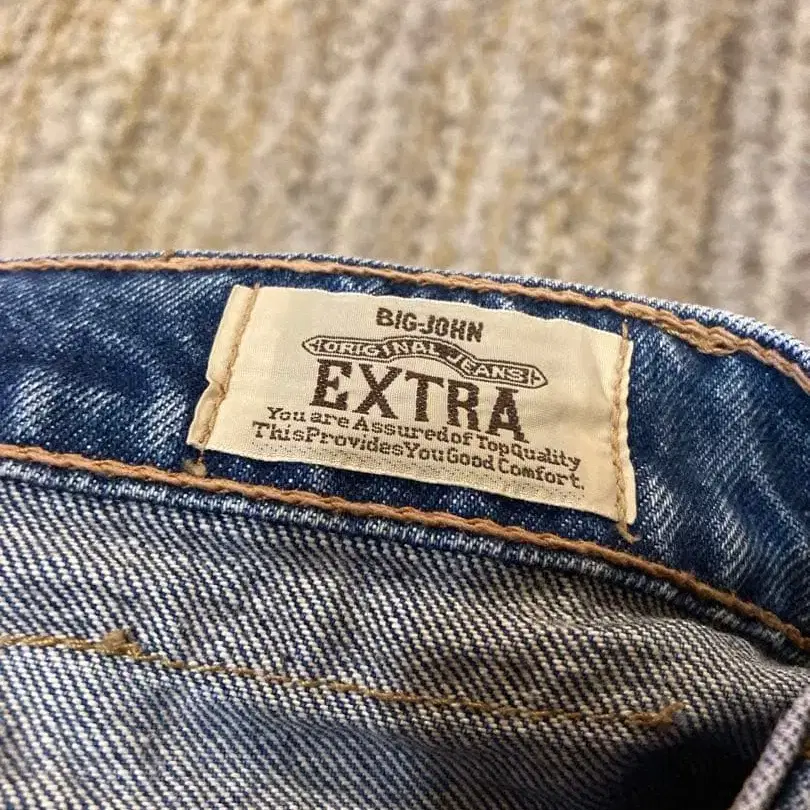 BIG-JOHN
ORIGINAL JEANS
EXTRA
You are Assured of Top Quality
This Provides You Good Comfort.